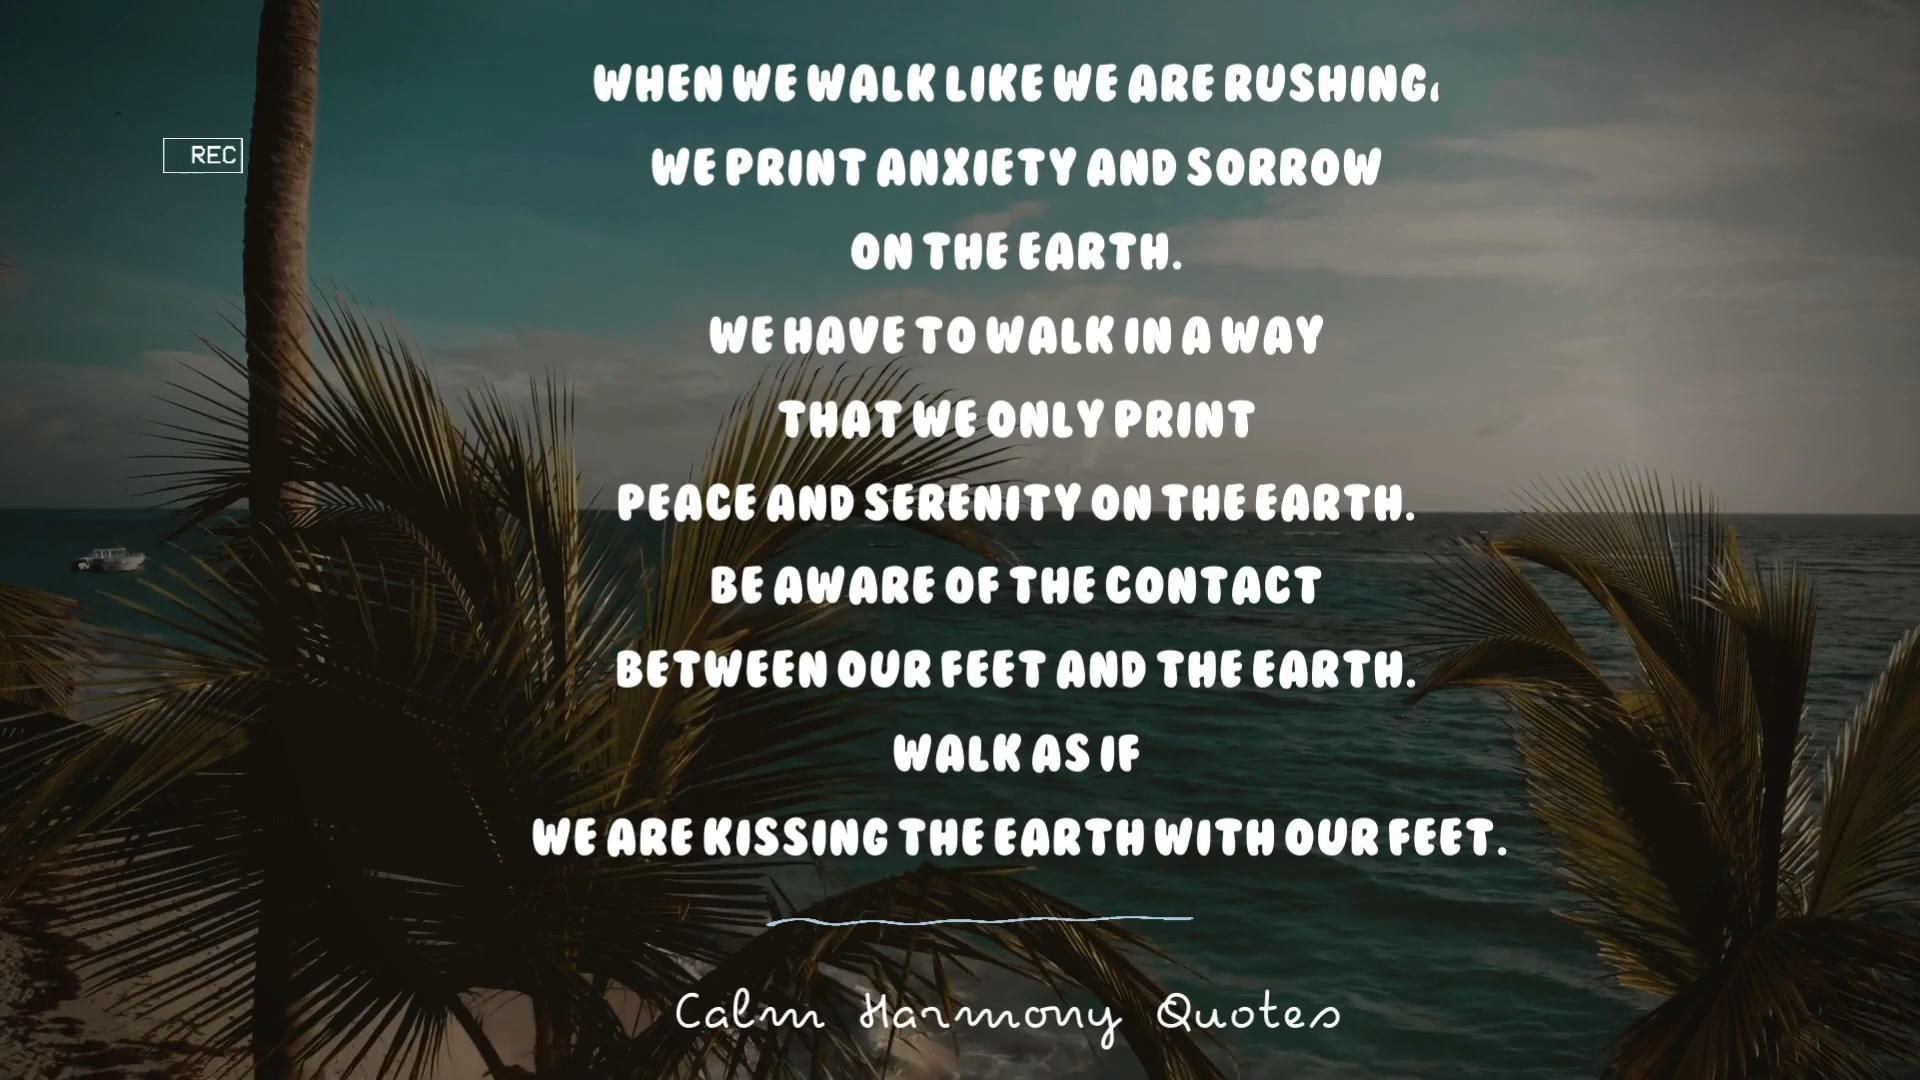 REC
WHEN WE WALK LIKE WE ARE RUSHING,
WE PRINT ANXIETY AND SORROW
ON THE EARTH.
WE HAVE TO WALK IN A WAY
THAT WE ONLY PRINT
PEACE AND SERENITY ON THE EARTH.
BE AWARE OF THE CONTACT
BETWEEN OUR FEET AND THE EARTH.
WALK AS IF
WE ARE KISSING THE EARTH WITH OUR FEET.
Calm Harmony Quotes